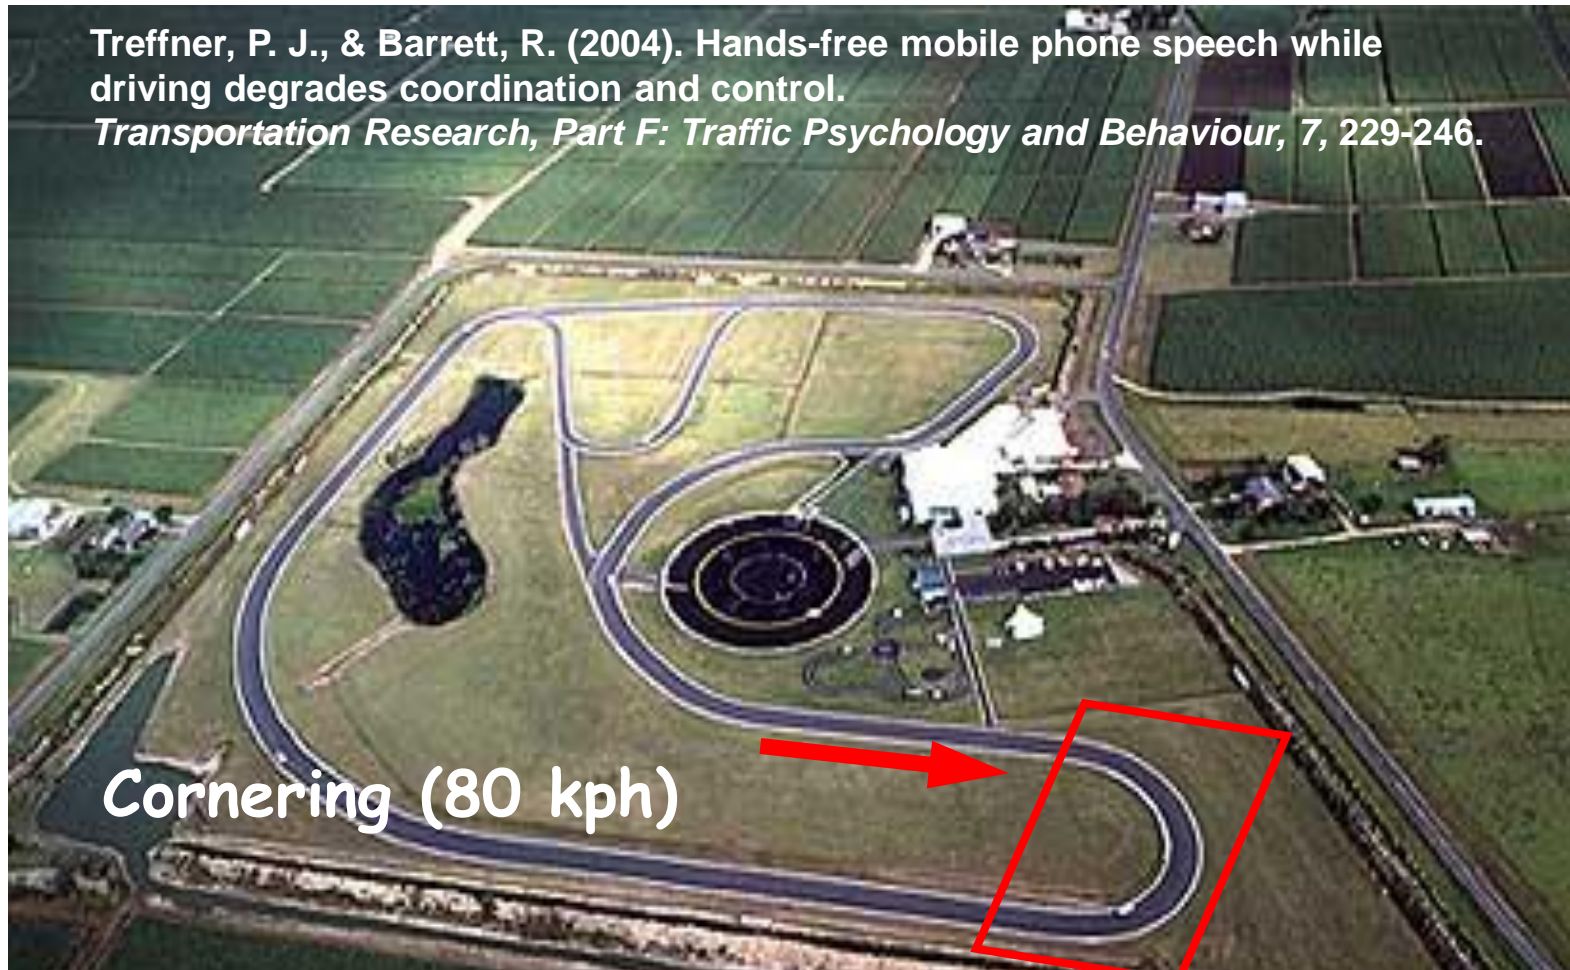 Treffner, P. J., & Barrett, R. (2004). Hands-free mobile phone speech while
driving degrades coordination and control.
Transportation Research, Part F: Traffic Psychology and Behaviour, 7, 229-246.
Cornering (80 kph)